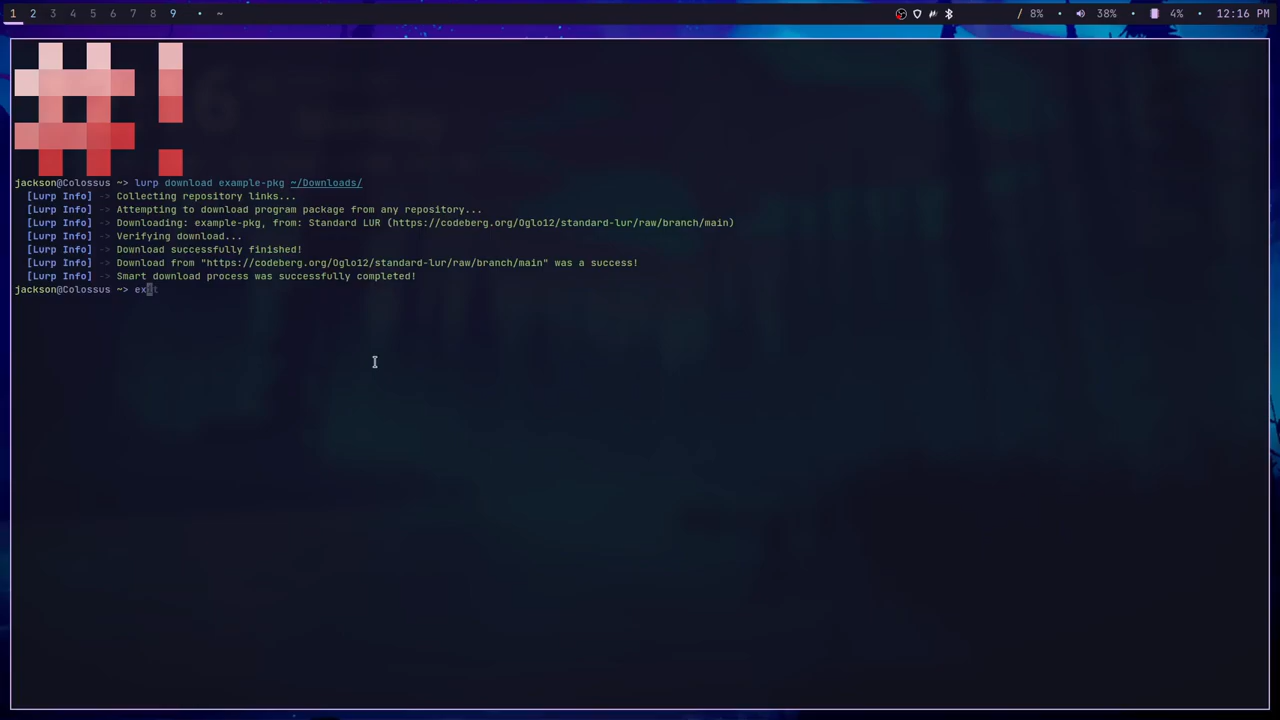 1 2 3 4 5 6 7 8 9 • ~ / 8% • 38% • 4% • 12:16 PM
#!
jackson@Colossus ~> lurp download example-pkg ~/Downloads/
[Lurp Info] -> Collecting repository links...
[Lurp Info] -> Attempting to download program package from any repository...
[Lurp Info] -> Downloading: example-pkg, from: Standard LUR (https://codeberg.org/Oglo12/standard-lur/raw/branch/main)
[Lurp Info] -> Verifying download...
[Lurp Info] -> Download successfully finished!
[Lurp Info] -> Download from "https://codeberg.org/Oglo12/standard-lur/raw/branch/main" was a success!
[Lurp Info] -> Smart download process was successfully completed!
jackson@Colossus ~> exit